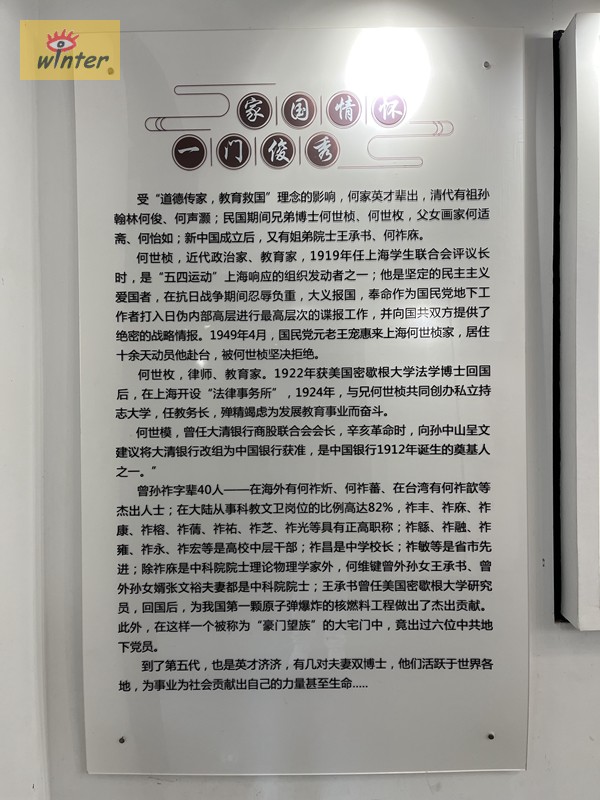 winter
家国情怀
一门俊秀
受“道德传家，教育救国”理念的影响，何家英才辈出，清代有祖孙
翰林何俊、何声灏；民国期间兄弟博士何世桢、何世枚，父女画家何适
斋、何怡如；新中国成立后，又有姐弟院士王承书、何祚庥。
何世桢，近代政治家、教育家，1919年任上海学生联合会评议长
时，是“五四运动”上海响应的组织发动者之一；他是坚定的民主主义
爱国者，在抗日战争期间忍辱负重，大义报国，奉命作为国民党地下工
作者打入日伪内部高层进行最高层次的谍报工作，并向国共双方提供了
绝密的战略情报。1949年4月，国民党元老王宠惠来上海何世桢家，居住
十余天动员他赴台，被何世桢坚决拒绝。
何世枚，律师、教育家。1922年获美国密歇根大学法学博士回国
后，在上海开设“法律事务所”，1924年，与兄何世桢共同创办私立持
志大学，任教务长，殚精竭虑为发展教育事业而奋斗。
何世模，曾任大清银行商股联合会会长，辛亥革命时，向孙中山呈文
建议将大清银行改组为中国银行获准，是中国银行1912年诞生的奠基人
之一。”
曾孙祚字辈40人——在海外有何祚炘、何祚蕃、在台湾有何祚歆等
杰出人士；在大陆从事科教文卫岗位的比例高达82%，祚丰、祚庥、祚
康、祚榕、祚蒨、祚祐、祚芝、祚光等具有正高职称；祚繇、祚融、祚
雍、祚永、祚宏等是高校中层干部；祚昌是中学校长；祚敏等是省市先
进；除祚庥是中科院院士理论物理学家外，何维键曾外孙女王承书、曾
外孙女婿张文裕夫妻都是中科院院士；王承书曾任美国密歇根大学研究
员，回国后，为我国第一颗原子弹爆炸的核燃料工程做出了杰出贡献。
此外，在这样一个被称为“豪门望族”的大宅门中，竟出过六位中共地
下党员。
到了第五代，也是英才济济，有几对夫妻双博士，他们活跃于世界各
地，为事业为社会贡献出自己的力量甚至生命.....